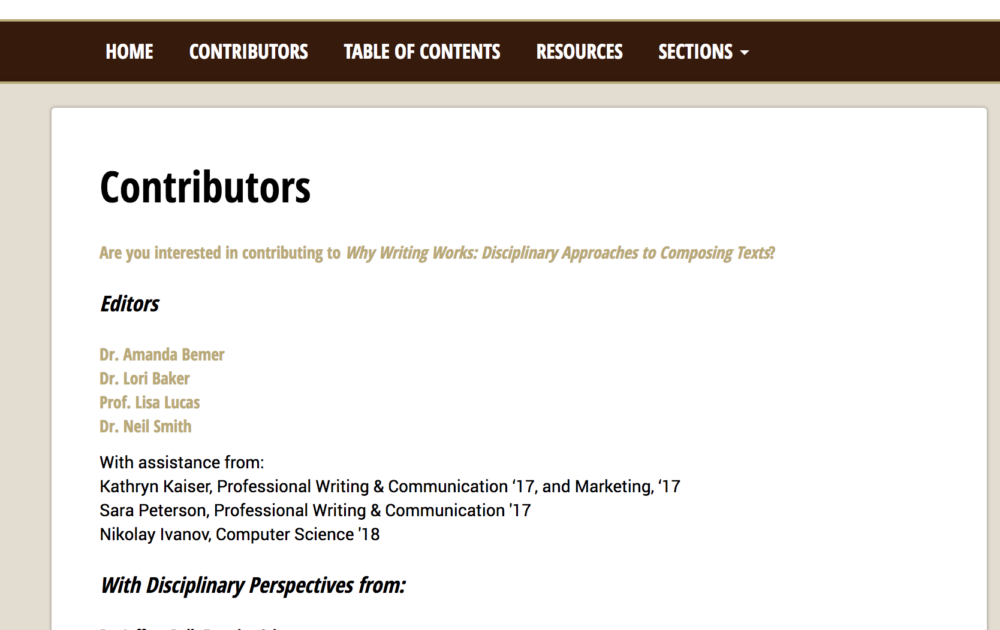 HOME CONTRIBUTORS TABLE OF CONTENTS RESOURCES SECTIONS
Contributors
Are you interested in contributing to Why Writing Works: Disciplinary Approaches to Composing Texts?
Editors
Dr. Amanda Bemer
Dr. Lori Baker
Prof. Lisa Lucas
Dr. Neil Smith
With assistance from:
Kathryn Kaiser, Professional Writing & Communication ‘17, and Marketing, ‘17
Sara Peterson, Professional Writing & Communication '17
Nikolay Ivanov, Computer Science '18
With Disciplinary Perspectives from: